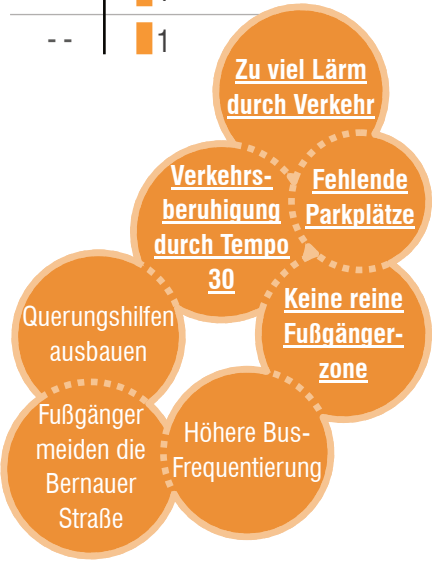 - -
1
Zu viel Lärm
durch Verkehr
Verkehrs-
beruhigung
durch Tempo
30
Fehlende
Parkplätze
Keine reine
Fußgänger-
zone
Querungshilfen
ausbauen
Fußgänger
meiden die
Bernauer
Straße
Höhere Bus-
Frequentierung